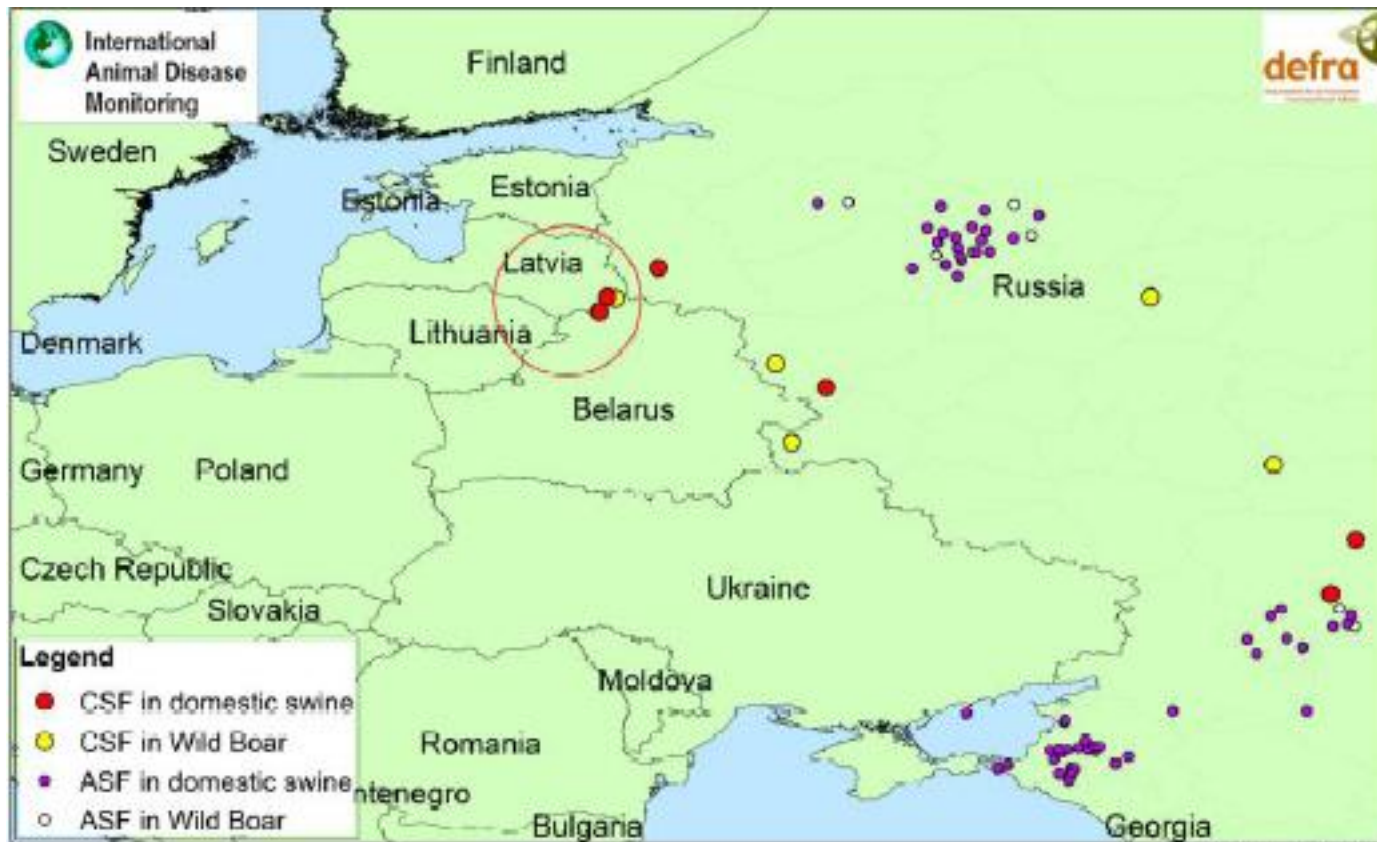 International
Animal Disease
Monitoring
defra
Finland
Sweden
Estonia
Estonia
Latvia
Russia
Lithuania
Denmark
Belarus
Germany
Poland
Czech Republic
Ukraine
Slovakia
Legend
CSF in domestic swine
CSF in Wild Boar
ASF in domestic swine
ASF in Wild Boar
Moldova
Romania
ntenegro
Bulgaria
Georgia